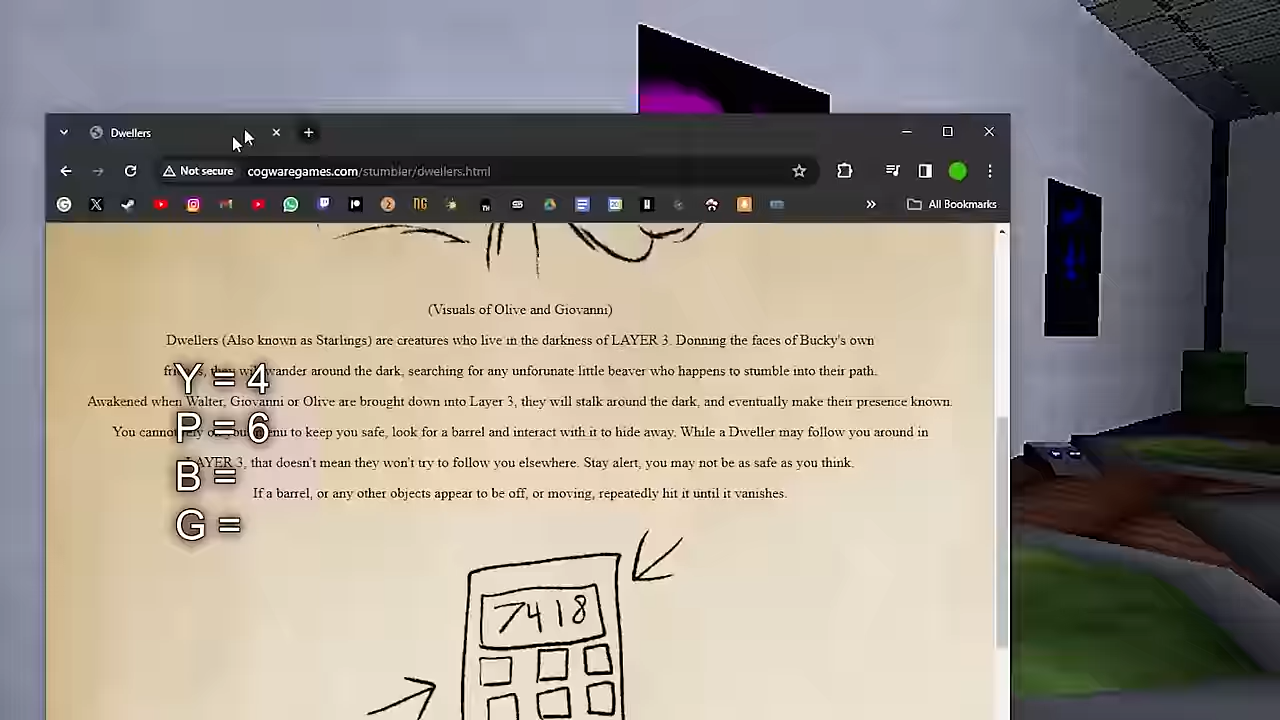 Dwellers
Not secure
cogwaregames.com/stumbler/dwellers.html
All Bookmarks
(Visuals of Olive and Giovanni)
Dwellers (Also known as Starlings) are creatures who live in the darkness of LAYER 3. Donning the faces of Bucky's own
they will wander around the dark, searching for any unforunate little beaver who happens to stumble into their path.
Awakened when Walter, Giovanni or Olive are brought down into Layer 3, they will stalk around the dark, and eventually make their presence known.
You cannot menu to keep you safe, look for a barrel and interact with it to hide away. While a Dweller may follow you around in
LAYER 3, that doesn't mean they won't try to follow you elsewhere. Stay alert, you may not be as safe as you think.
If a barrel, or any other objects appear to be off, or moving, repeatedly hit it until it vanishes.
Y = 4
P = 6
B =
G =
7418